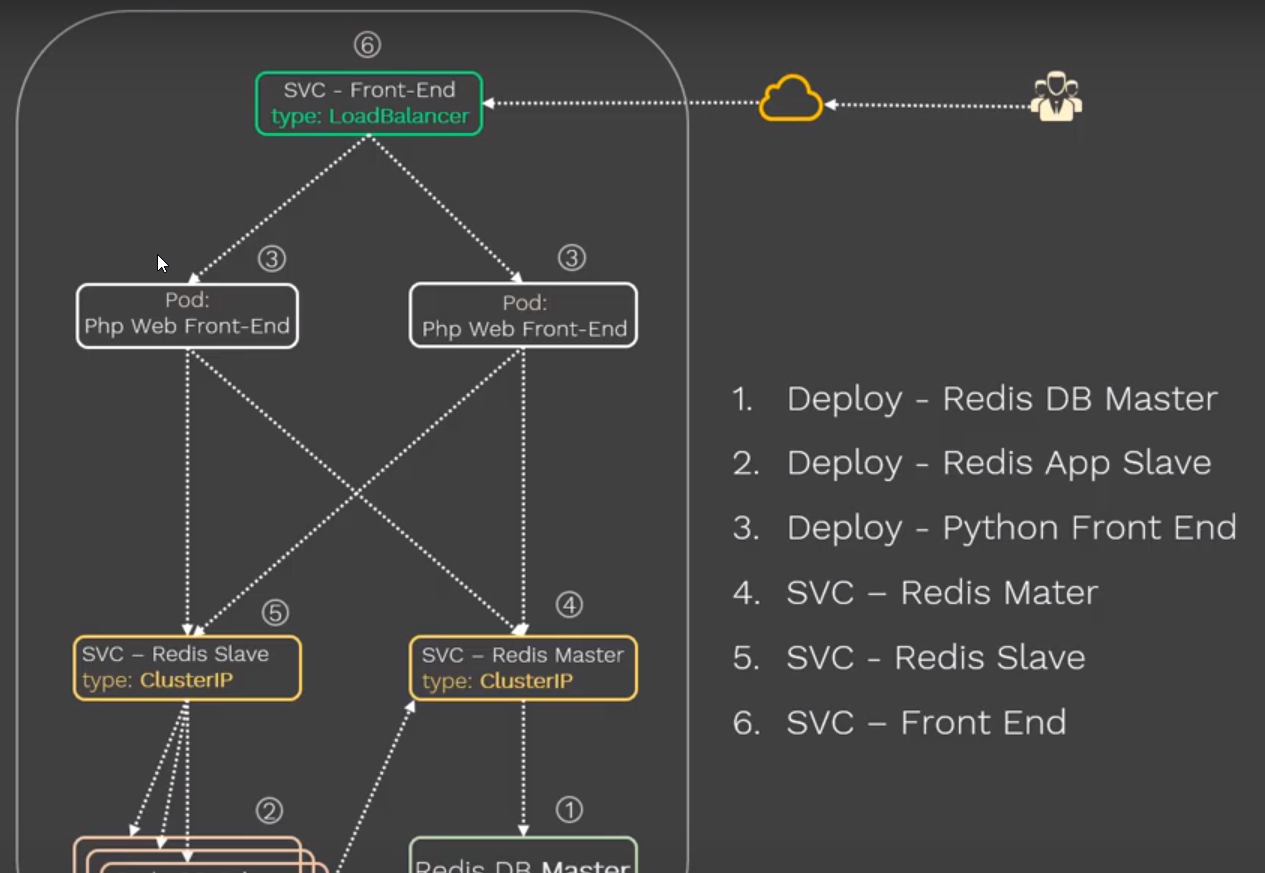 ⑥
SVC - Front-End
type: LoadBalancer
③
③
Pod:
Php Web Front-End
Pod:
Php Web Front-End
1. Deploy - Redis DB Master
2. Deploy - Redis App Slave
3. Deploy - Python Front End
4. SVC – Redis Mater
5. SVC - Redis Slave
6. SVC – Front End
⑤
④
SVC – Redis Slave
type: ClusterIP
SVC – Redis Master
type: ClusterIP
②
①
Redis DB Master